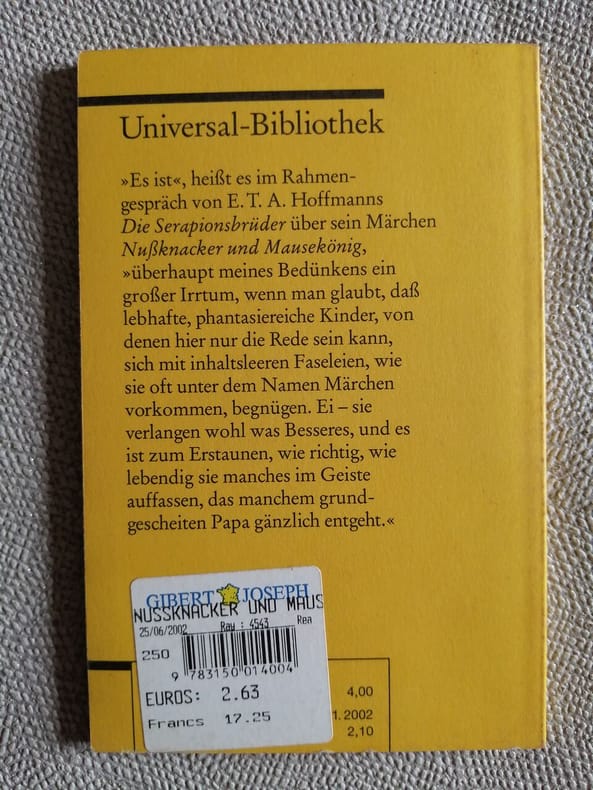 Universal-Bibliothek
»Es ist«, heißt es im Rahmen-
gespräch von E. T. A. Hoffmanns
Die Serapionsbrüder über sein Märchen
Nußknacker und Mausekönig,
»überhaupt meines Bedünkens ein
großer Irrtum, wenn man glaubt, daß
lebhafte, phantasiereiche Kinder, von
denen hier nur die Rede sein kann,
sich mit inhaltsleeren Faseleien, wie
sie oft unter dem Namen Märchen
vorkommen, begnügen. Ei – sie
verlangen wohl was Besseres, und es
ist zum Erstaunen, wie richtig, wie
lebendig sie manches im Geiste
auffassen, das manchem grund-
gescheiten Papa gänzlich entgeht.«
GIBERT JOSEPH
NUSSKNACKER UND MAUS
25/06/2002 Ray : 4543 Rea
250
9 783150 014004
EUROS: 2.63
Francs 17.25
4,00
1.2002
2,10